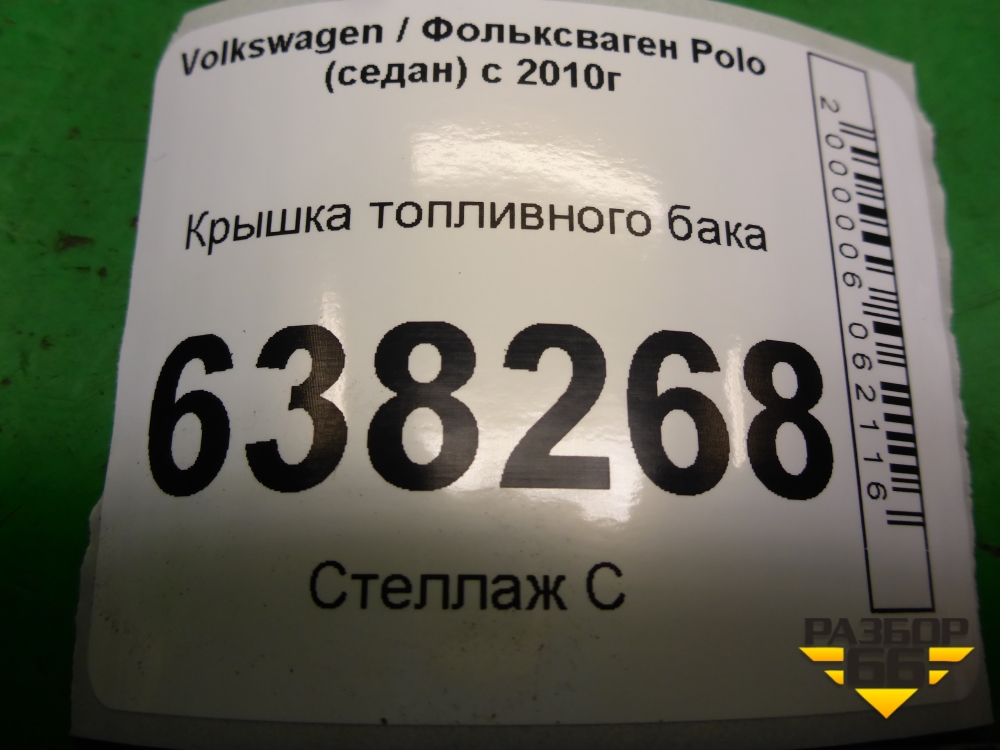 Volkswagen / Фольксваген Polo
(седан) с 2010г
Крышка топливного бака
638268
Стеллаж С
2000006062116
РАЗБОР
66